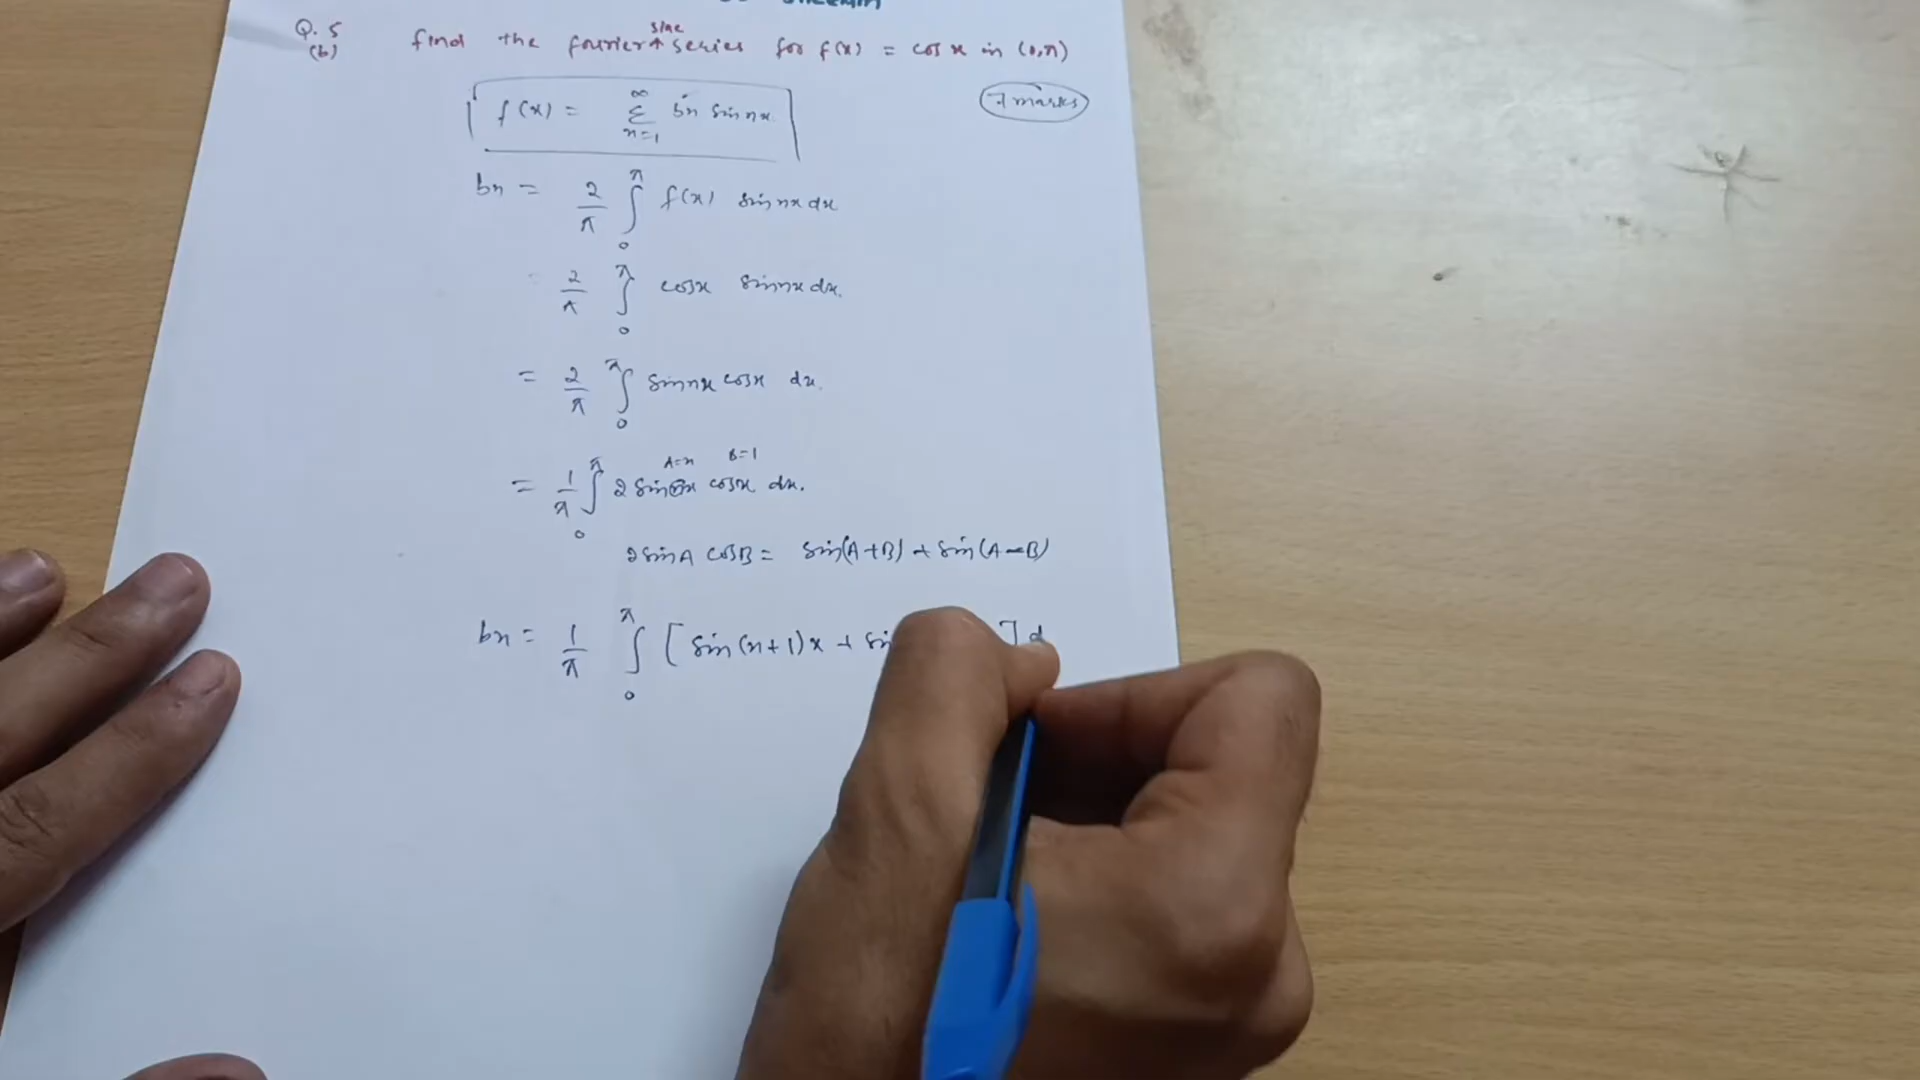 Q. 5 find the fourier sine series for f(x) = cos x in (0,π)
(b)
7 marks
f(x) = ∞ Σ n=1 bn sin nx
bn = 2/π ∫ π 0 f(x) sin nx dx
= 2/π ∫ π 0 cos x sin nx dx.
= 2/π ∫ π 0 sin nx cos x dx.
A=n B=1
= 1/π ∫ π 0 2 sin nx cos x dx.
2 sin A cos B = sin(A+B) + sin(A-B)
bn = 1/π ∫ π 0 [ sin (n+1) x + si ] d